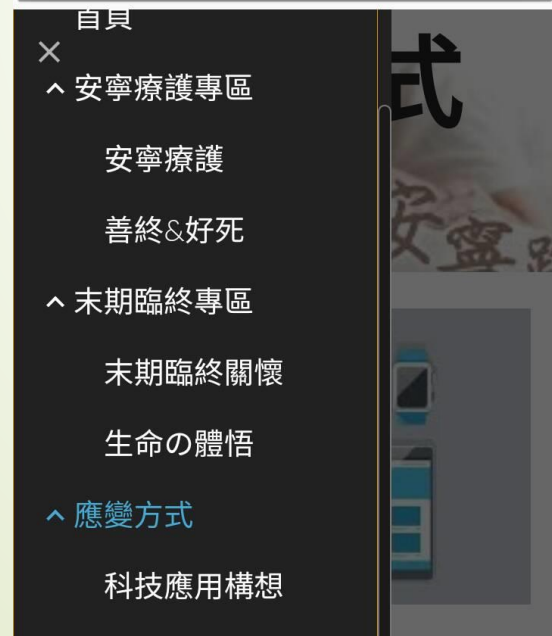 首頁
安寧療護專區
安寧療護
善終&好死
末期臨終專區
末期臨終關懷
生命の體悟
應變方式
科技應用構想
式
安寧